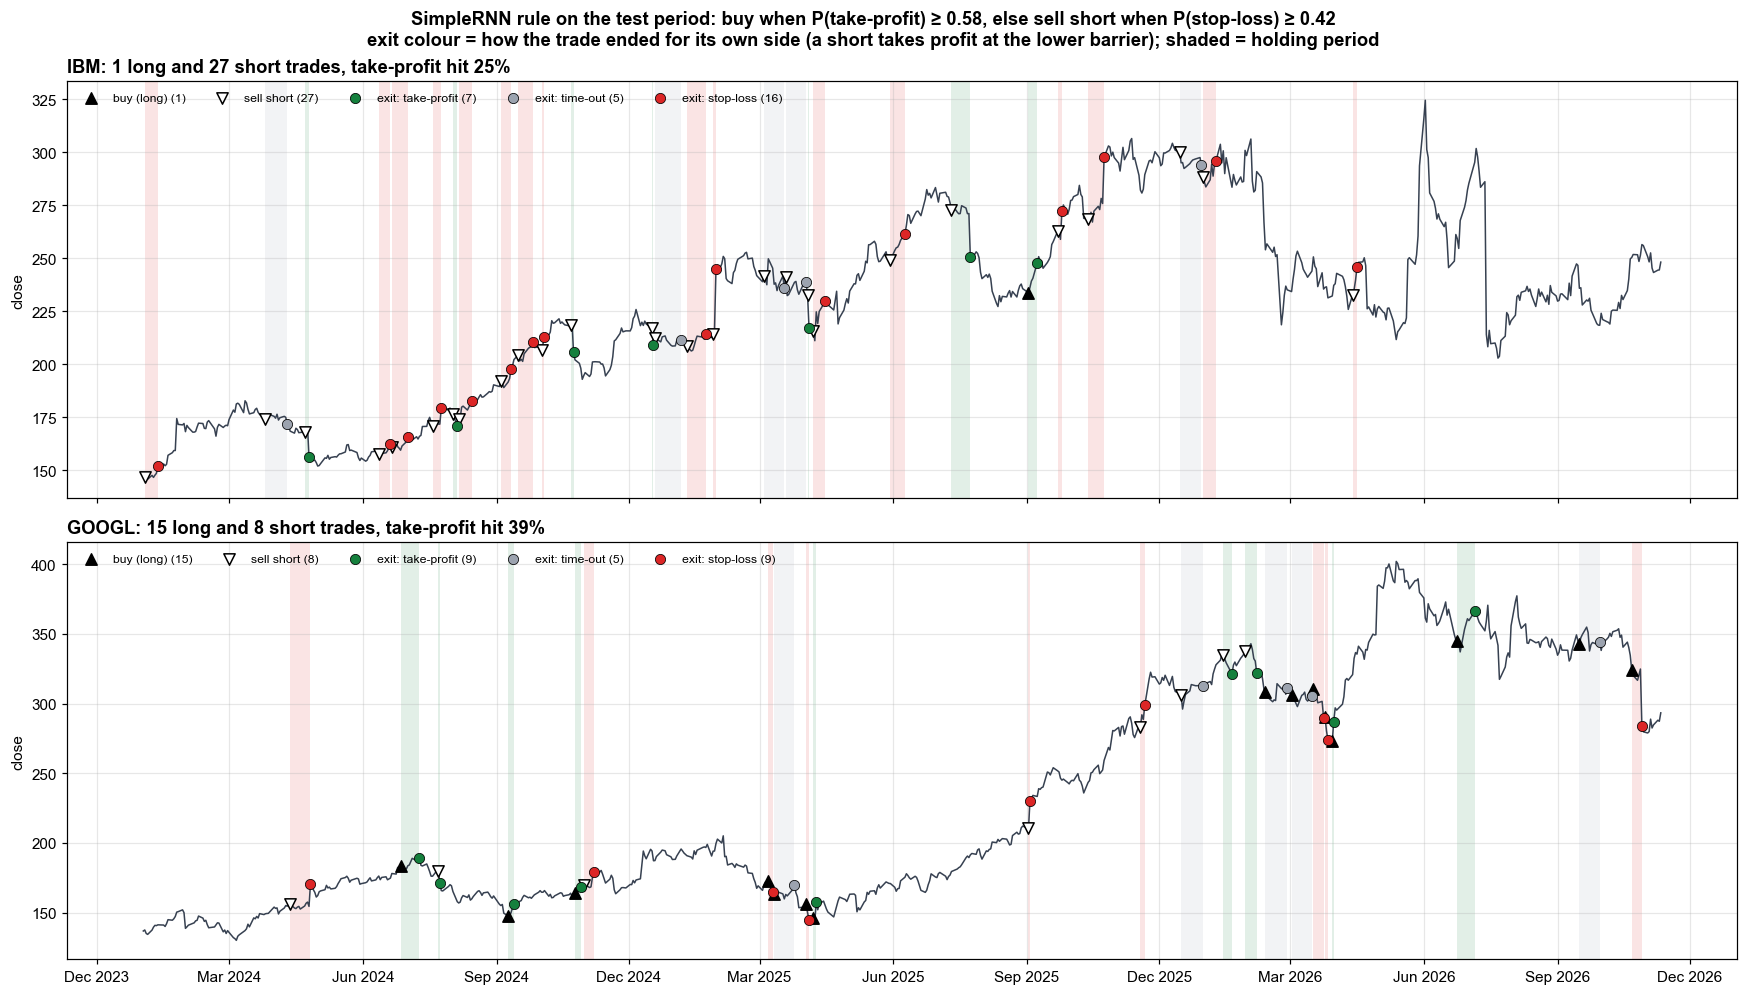 SimpleRNN rule on the test period: buy when P(take-profit) ≥ 0.58, else sell short when P(stop-loss) ≥ 0.42
exit colour = how the trade ended for its own side (a short takes profit at the lower barrier); shaded = holding period
IBM: 1 long and 27 short trades, take-profit hit 25%
buy (long) (1) sell short (27) exit: take-profit (7) exit: time-out (5) exit: stop-loss (16)
325
300
275
250
225
200
175
150
close
GOOGL: 15 long and 8 short trades, take-profit hit 39%
buy (long) (15) sell short (8) exit: take-profit (9) exit: time-out (5) exit: stop-loss (9)
400
350
300
250
200
150
close
Dec 2023 Mar 2024 Jun 2024 Sep 2024 Dec 2024 Mar 2025 Jun 2025 Sep 2025 Dec 2025 Mar 2026 Jun 2026 Sep 2026 Dec 2026